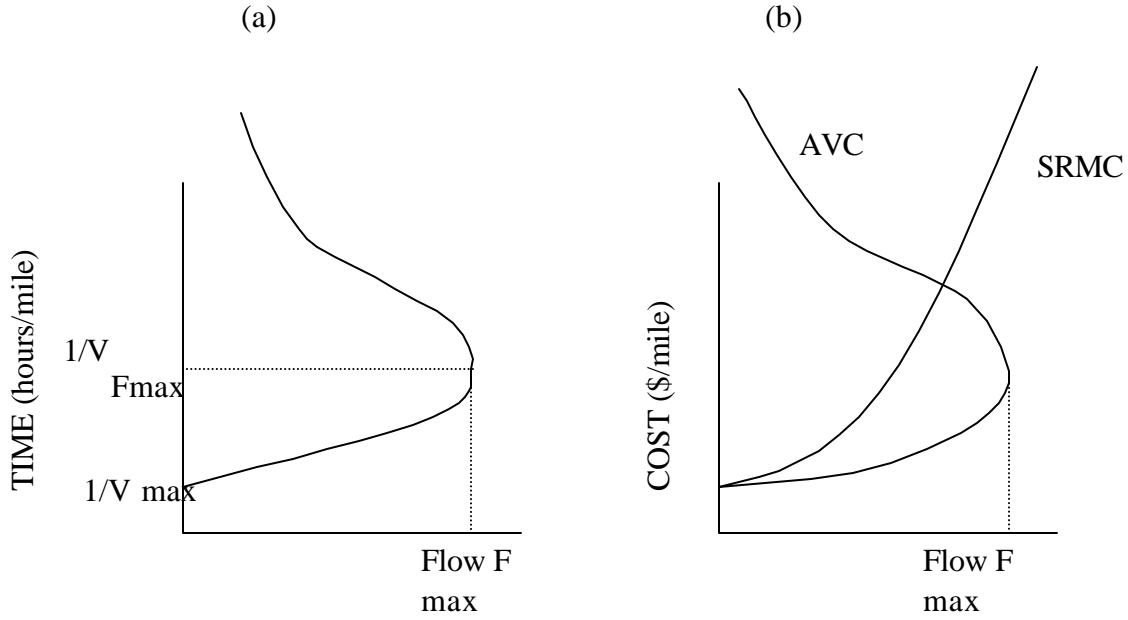 (a)
TIME (hours/mile)
1/V
Fmax
1/V max
Flow F
max
(b)
AVC
SRMC
COST ($/mile)
Flow F
max